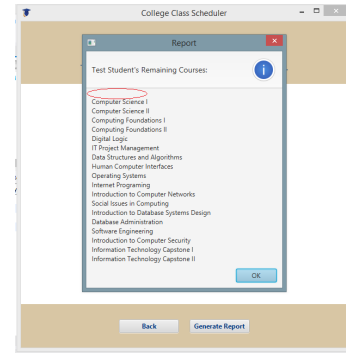 College Class Scheduler
Report
Test Student's Remaining Courses:
Computer Science I
Computer Science II
Computing Foundations I
Computing Foundations II
Digital Logic
IT Project Management
Data Structures and Algorithms
Human Computer Interfaces
Operating Systems
Internet Programing
Introduction to Computer Networks
Social Issues in Computing
Introduction to Database Systems Design
Database Administration
Software Engineering
Introduction to Computer Security
Information Technology Capstone I
Information Technology Capstone II
OK
Back Generate Report